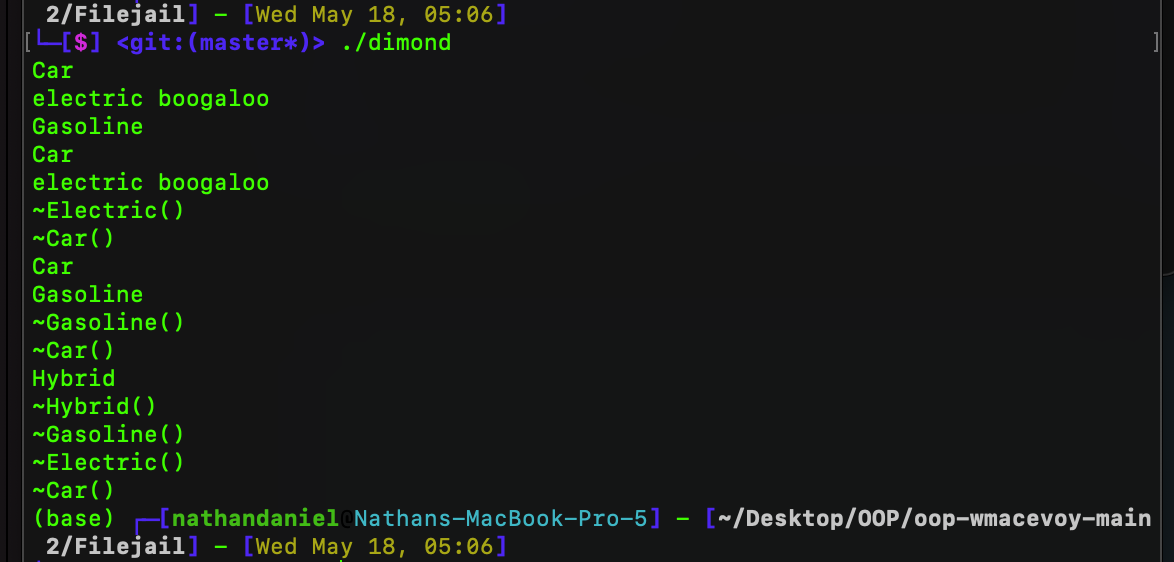 2/Filejail] - [Wed May 18, 05:06]
[└─[$] <git:(master*)> ./dimond ]
Car
electric boogaloo
Gasoline
Car
electric boogaloo
~Electric()
~Car()
Car
Gasoline
~Gasoline()
~Car()
Hybrid
~Hybrid()
~Gasoline()
~Electric()
~Car()
(base) ┌─[nathandaniel@Nathans-MacBook-Pro-5] - [~/Desktop/OOP/oop-wmacevoy-main
2/Filejail] - [Wed May 18, 05:06]